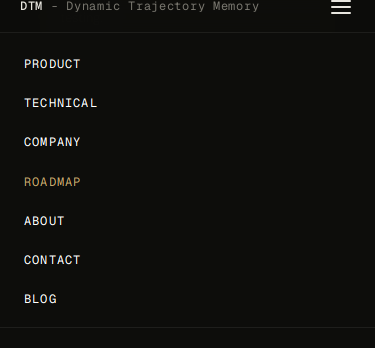 DTM – Dynamic Trajectory Memory
PRODUCT
TECHNICAL
COMPANY
ROADMAP
ABOUT
CONTACT
BLOG